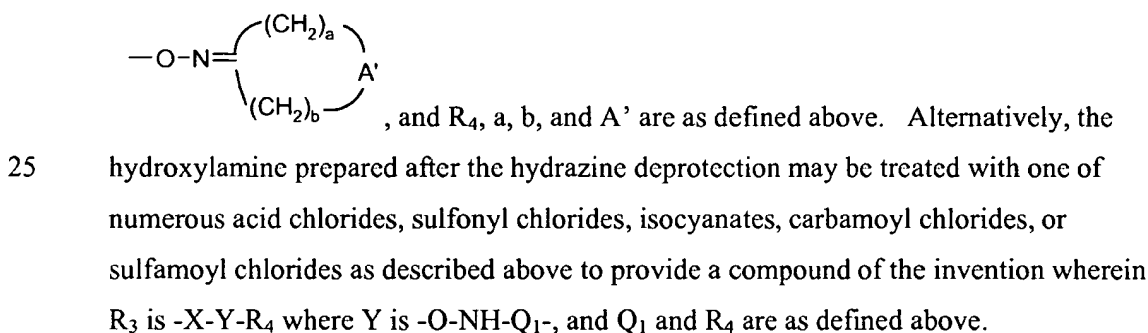 (CH2)a
—O-N=
A'
(CH2)b , and R4, a, b, and A’ are as defined above. Alternatively, the
25 hydroxylamine prepared after the hydrazine deprotection may be treated with one of
numerous acid chlorides, sulfonyl chlorides, isocyanates, carbamoyl chlorides, or
sulfamoyl chlorides as described above to provide a compound of the invention wherein
R3 is -X-Y-R4 where Y is -O-NH-Q1-, and Q1 and R4 are as defined above.